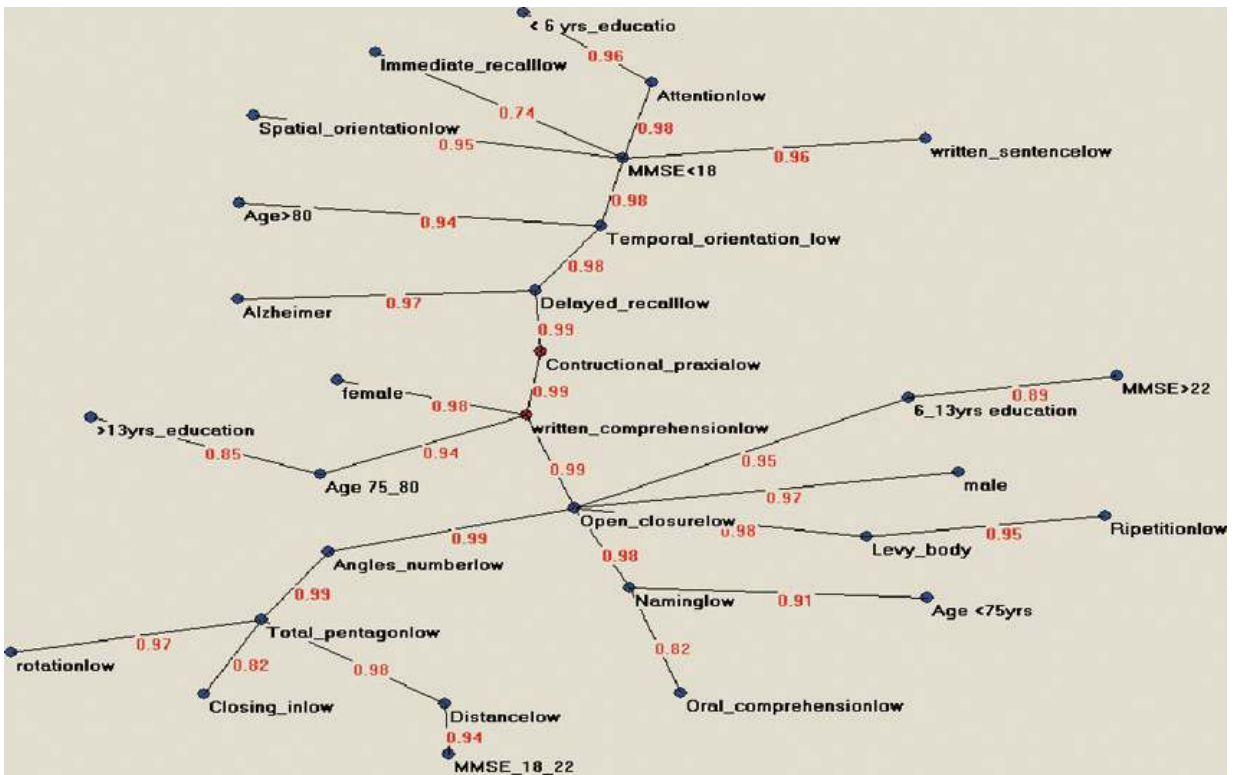 < 6 yrs_educatio
0.96
Immediate_recalllow
Attentionlow
0.74
Spatial_orientationlow
0.98
0.95
0.96
written_sentencelow
MMSE<18
0.98
Age>80
0.94
Temporal_orientation_low
0.98
Alzheimer
0.97
Delayed_recalllow
0.99
Contructional_praxialow
female
0.99
0.98
MMSE>22
0.89
6_13yrs education
>13yrs_education
written_comprehensionlow
0.85
0.94
0.95
0.99
Age 75_80
male
0.97
Open_closurelow
0.98
0.95
Ripetitionlow
Levy_body
0.99
0.98
Angles_numberlow
0.99
Naminglow
0.91
Age <75yrs
Total_pentagonlow
0.97
rotationlow
0.82
0.98
0.82
Closing_inlow
Distancelow
Oral_comprehensionlow
0.94
MMSE_18_22